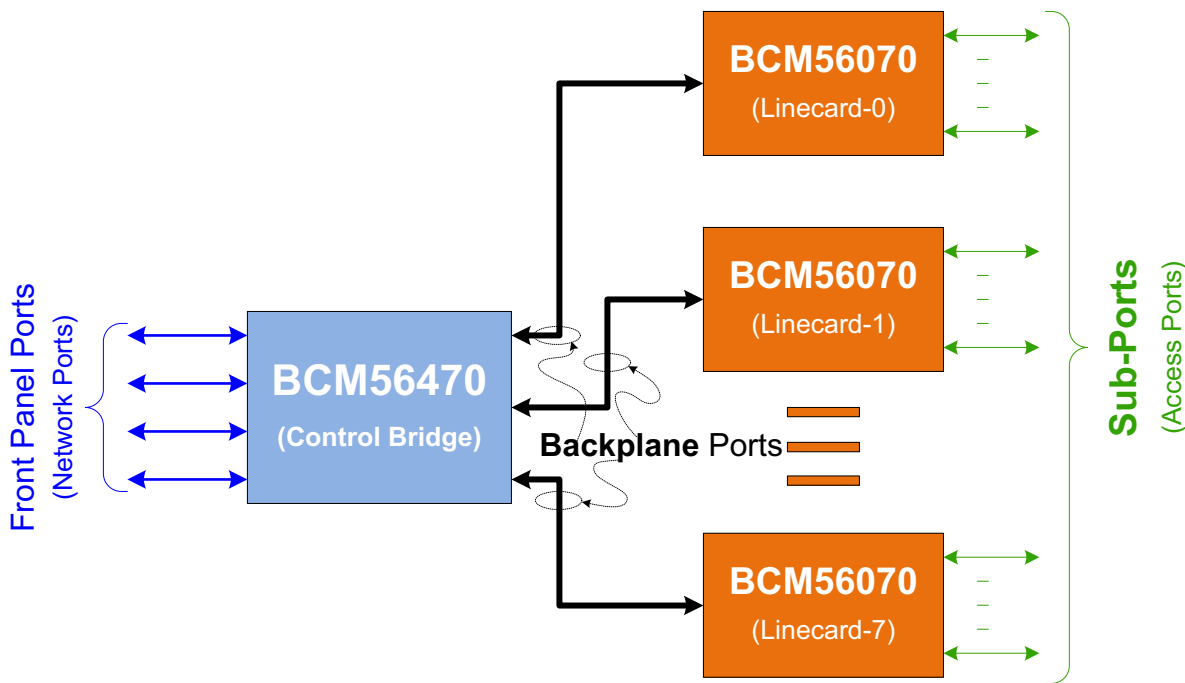 Front Panel Ports
(Network Ports)
BCM56470
(Control Bridge)
Backplane Ports
BCM56070
(Linecard-0)
BCM56070
(Linecard-1)
BCM56070
(Linecard-7)
Sub-Ports
(Access Ports)